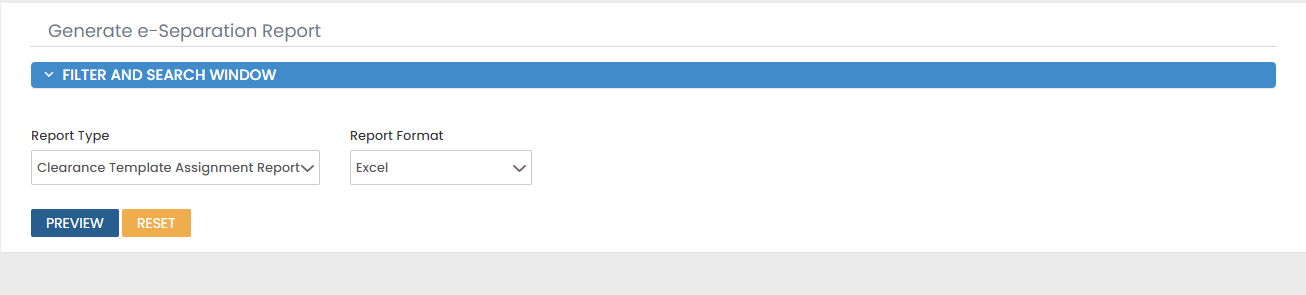 Generate e-Separation Report
FILTER AND SEARCH WINDOW
Report Type
Report Format
Clearance Template Assignment Report
Excel
PREVIEW
RESET